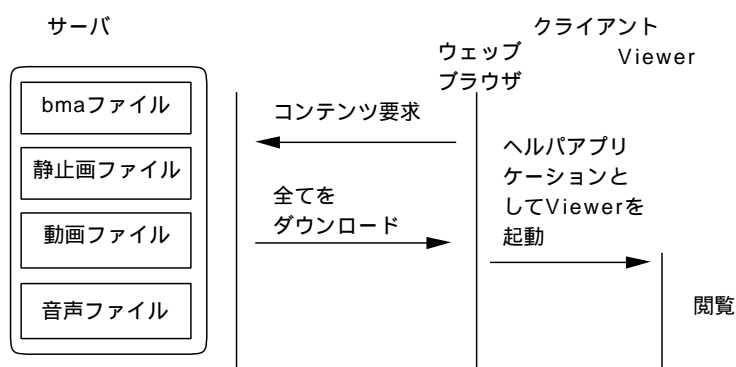 サーバ
クライアント
ウェッブ
ブラウザ
Viewer
bmaファイル
静止画ファイル
動画ファイル
音声ファイル
コンテンツ要求
全てを
ダウンロード
ヘルパアプリ
ケーションと
してViewerを
起動
閲覧